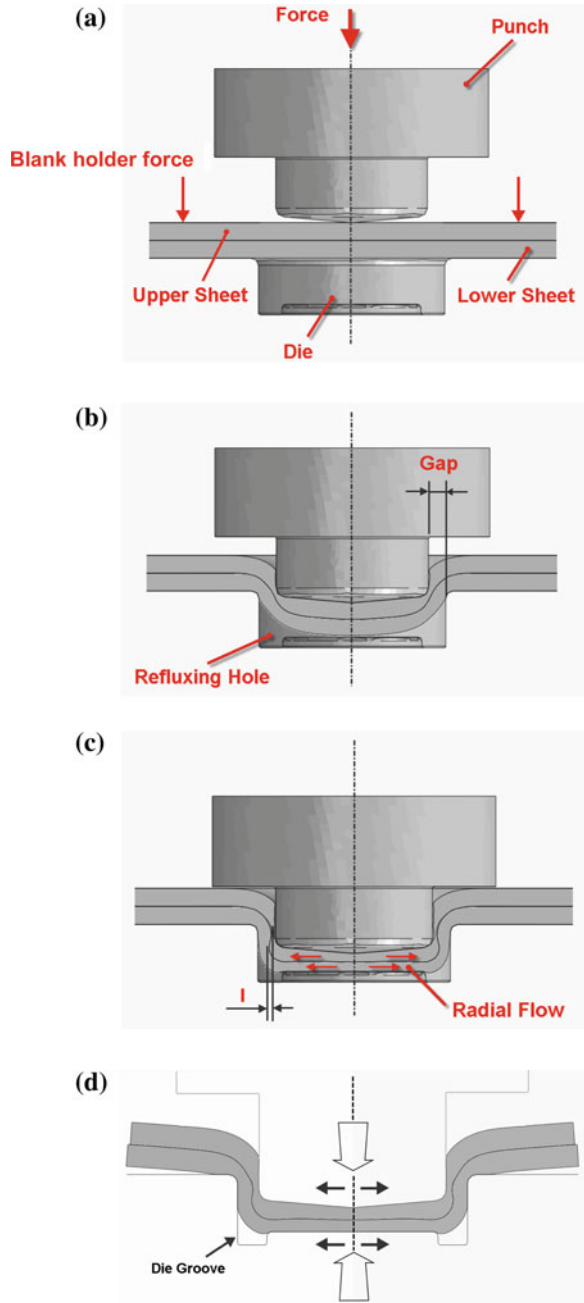 (a)
Force
Punch
Blank holder force
Upper Sheet
Lower Sheet
Die
(b)
Gap
Refluxing Hole
(c)
I
Radial Flow
(d)
Die Groove